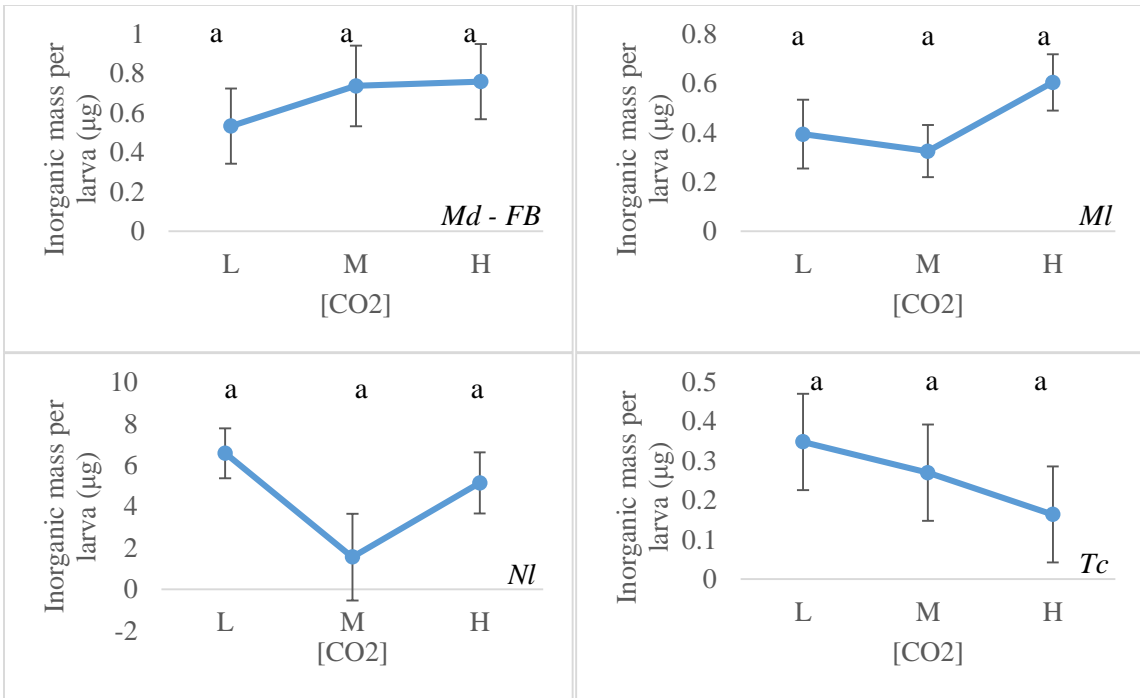 Inorganic mass per
larva (µg)
1
0.8
0.6
0.4
0.2
0
a a a
Md - FB
L M H
[CO2]
Inorganic mass per
larva (µg)
0.8
0.6
0.4
0.2
0
a a a
Ml
L M H
[CO2]
Inorganic mass per
larva (µg)
10
8
6
4
2
0
-2
a a a
Nl
L M H
[CO2]
Inorganic mass per
larva (µg)
0.5
0.4
0.3
0.2
0.1
0
a a a
Tc
L M H
[CO2]